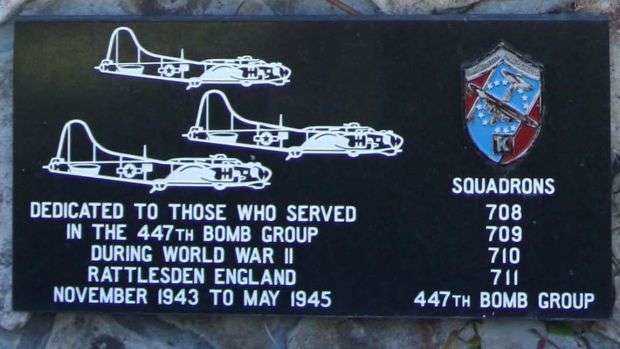 DEDICATED TO THOSE WHO SERVED
IN THE 447TH BOMB GROUP
DURING WORLD WAR II
RATTLESDEN ENGLAND
NOVEMBER 1943 TO MAY 1945
K
SQUADRONS
708
709
710
711
447TH BOMB GROUP